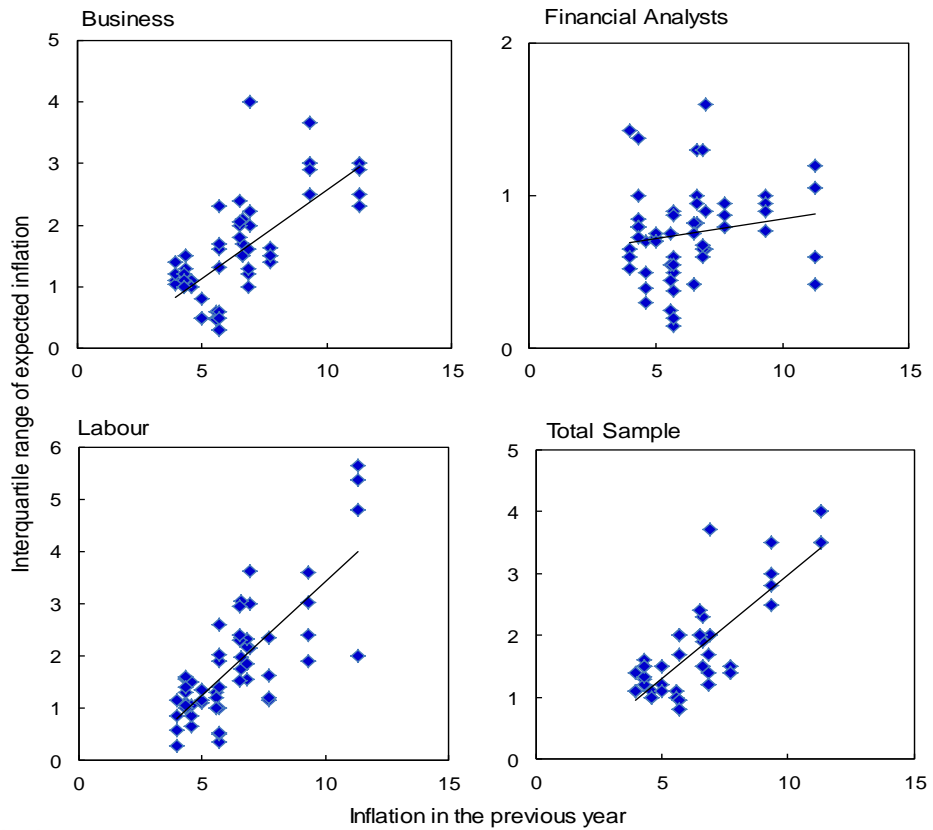 Business
5
4
3
2
1
0
0 5 10 15
Financial Analysts
2
1
0
0 5 10 15
Interquartile range of expected inflation
Labour
6
5
4
3
2
1
0
0 5 10 15
Total Sample
5
4
3
2
1
0
0 5 10 15
Inflation in the previous year